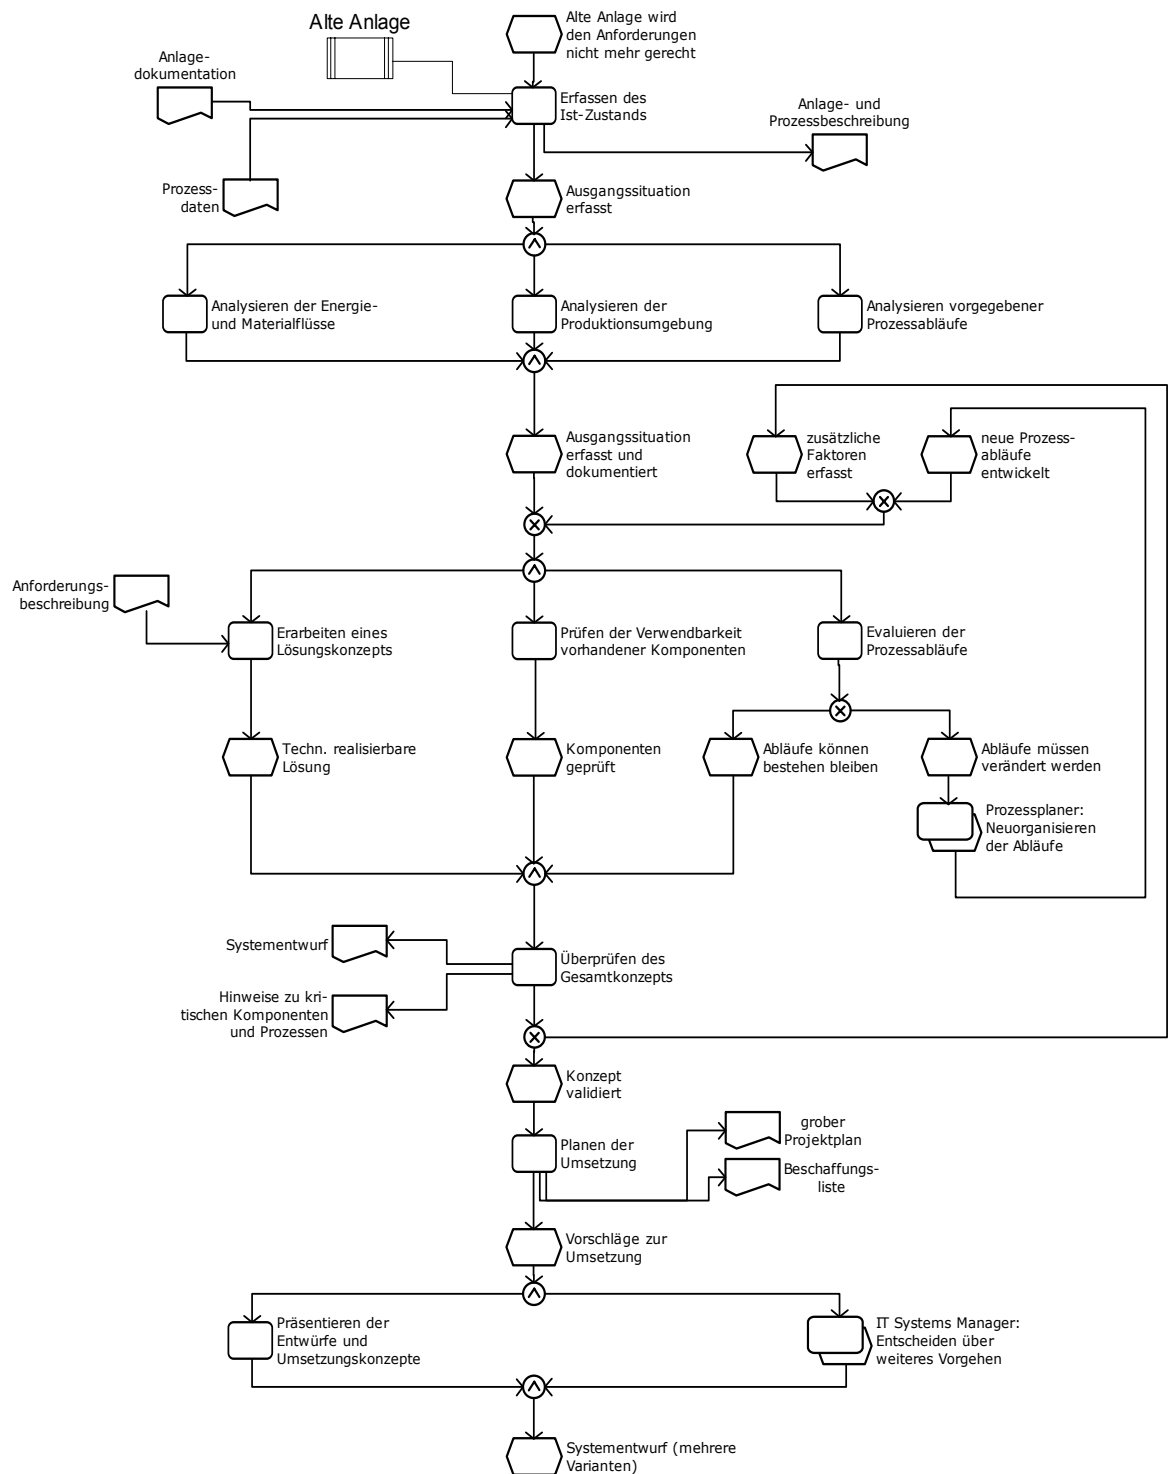 Alte Anlage
Alte Anlage wird
den Anforderungen
nicht mehr gerecht
Anlage-
dokumentation
Erfassen des
Ist-Zustands
Anlage- und
Prozessbeschreibung
Prozess-
daten
Ausgangssituation
erfasst
Analysieren der Energie-
und Materialflüsse
Analysieren der
Produktionsumgebung
Analysieren vorgegebener
Prozessabläufe
Ausgangssituation
erfasst und
dokumentiert
zusätzliche
Faktoren
erfasst
neue Prozess-
abläufe
entwickelt
Anforderungs-
beschreibung
Erarbeiten eines
Lösungskonzepts
Prüfen der Verwendbarkeit
vorhandener Komponenten
Evaluieren der
Prozessabläufe
Techn. realisierbare
Lösung
Komponenten
geprüft
Abläufe können
bestehen bleiben
Abläufe müssen
verändert werden
Prozessplaner:
Neuorganisieren
der Abläufe
Systementwurf
Überprüfen des
Gesamtkonzepts
Hinweise zu kri-
tischen Komponenten
und Prozessen
Konzept
validiert
Planen der
Umsetzung
grober
Projektplan
Beschaffungs-
liste
Vorschläge zur
Umsetzung
Präsentieren der
Entwürfe und
Umsetzungskonzepte
IT Systems Manager:
Entscheiden über
weiteres Vorgehen
Systementwurf (mehrere
Varianten)